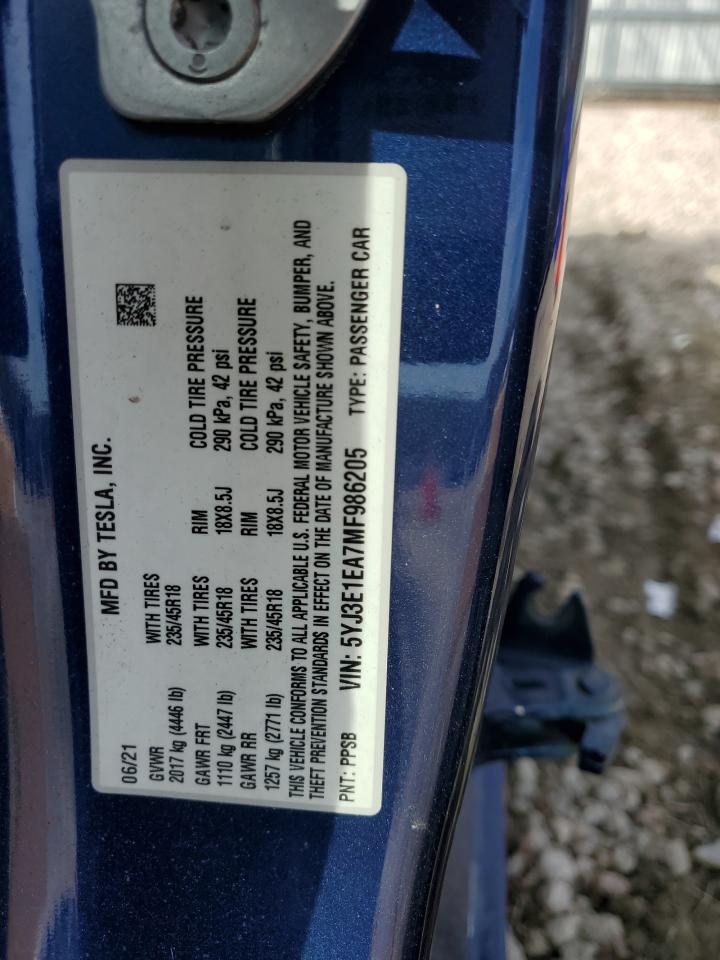 06/21 MFD BY TESLA, INC.
GVWR WITH TIRES
2017 kg (4446 lb) 235/45R18
GAWR FRT WITH TIRES RIM COLD TIRE PRESSURE
1110 kg (2447 lb) 235/45R18 18X8.5J 290 kPa, 42 psi
GAWR RR WITH TIRES RIM COLD TIRE PRESSURE
1257 kg (2771 lb) 235/45R18 18X8.5J 290 kPa, 42 psi
THIS VEHICLE CONFORMS TO ALL APPLICABLE U.S. FEDERAL MOTOR VEHICLE SAFETY, BUMPER, AND
THEFT PREVENTION STANDARDS IN EFFECT ON THE DATE OF MANUFACTURE SHOWN ABOVE.
PNT: PPSB VIN: 5YJ3E1EA7MF986205 TYPE: PASSENGER CAR